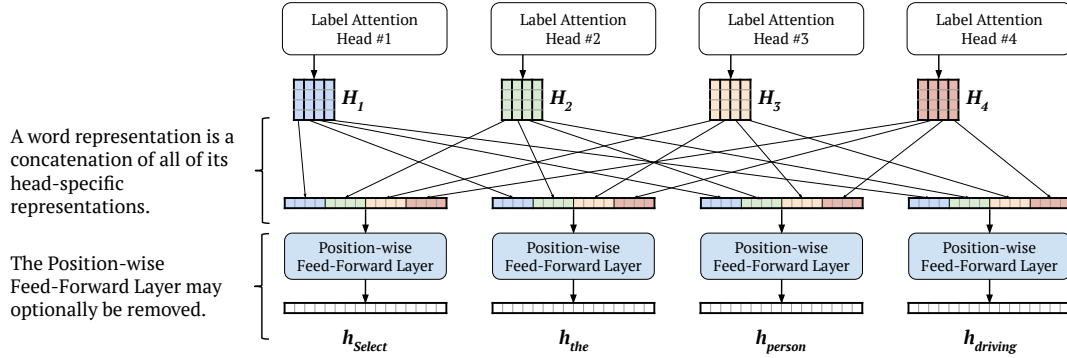 Label Attention
Head #1
Label Attention
Head #2
Label Attention
Head #3
Label Attention
Head #4
H1
H2
H3
H4
A word representation is a
concatenation of all of its
head-specific
representations.
Position-wise
Feed-Forward Layer
Position-wise
Feed-Forward Layer
Position-wise
Feed-Forward Layer
Position-wise
Feed-Forward Layer
The Position-wise
Feed-Forward Layer may
optionally be removed.
hSelect
hthe
hperson
hdriving